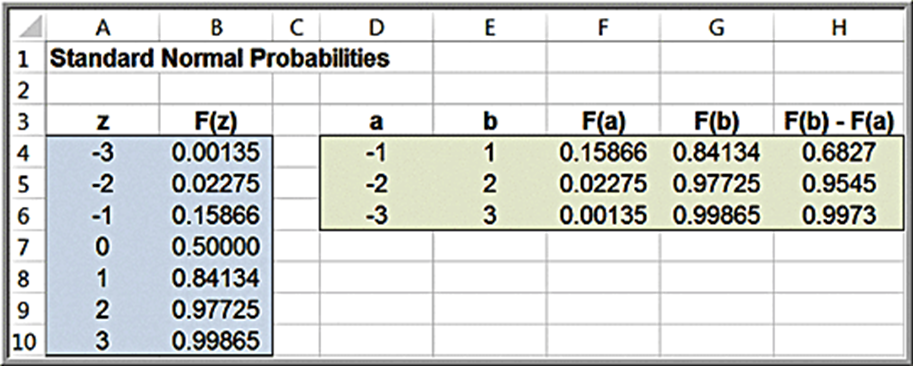 A B C D E F G H
1 Standard Normal Probabilities
2
3 z F(z) a b F(a) F(b) F(b) - F(a)
4 -3 0.00135 -1 1 0.15866 0.84134 0.6827
5 -2 0.02275 -2 2 0.02275 0.97725 0.9545
6 -1 0.15866 -3 3 0.00135 0.99865 0.9973
7 0 0.50000
8 1 0.84134
9 2 0.97725
10 3 0.99865